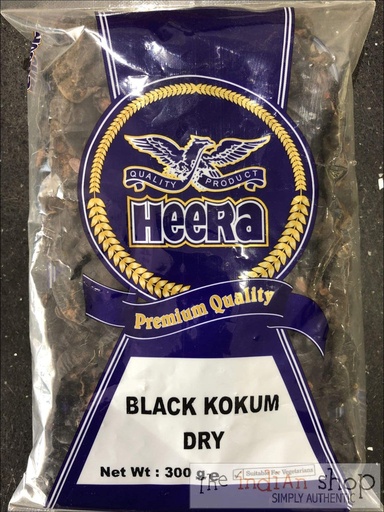 QUALITY PRODUCT
HEERA
Premium Quality
BLACK KOKUM
DRY
Net Wt : 300 g e
Suitable For Vegetarians
the indian shop
SIMPLY AUTHENTIC